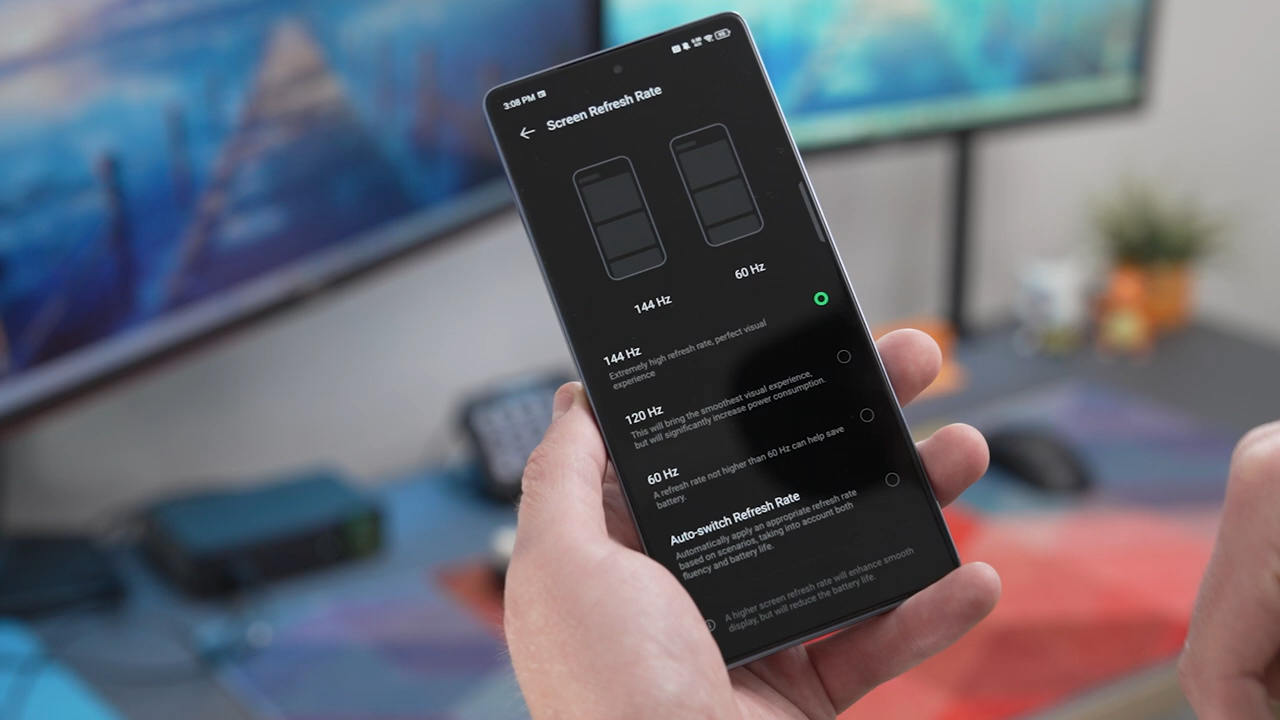 3:08 PM
Screen Refresh Rate
144 Hz
60 Hz
144 Hz
Extremely high refresh rate, perfect visual
experience
120 Hz
This will bring the smoothest visual experience,
but will significantly increase power consumption.
60 Hz
A refresh rate not higher than 60 Hz can help save
battery.
Auto-switch Refresh Rate
Automatically apply an appropriate refresh rate
based on scenarios, taking into account both
fluency and battery life.
A higher screen refresh rate will enhance smooth
display, but will reduce the battery life.